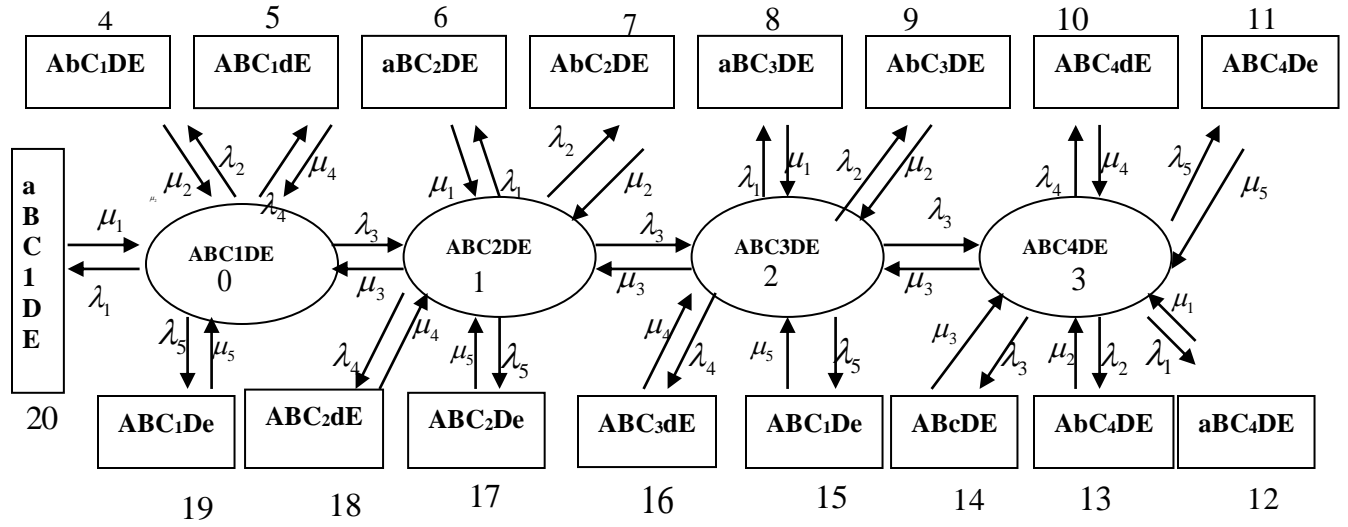 4 5 6 7 8 9 10 11
AbC₁DE ABC₁dE aBC₂DE AbC₂DE aBC₃DE AbC₃DE ABC₄dE ABC₄De
μ₂ λ₂ μ₄ μ₁ λ₁ λ₂ μ₂ λ₁ μ₁ λ₂ μ₂ λ₄ μ₄ λ₅ μ₅
λ₄
a
B
C
1
D
E
μ₁ λ₃ λ₃ λ₃
ABC1DE ABC2DE ABC3DE ABC4DE
0 1 2 3
λ₁ μ₃ μ₃ μ₃
λ₅ μ₅ λ₄ μ₄ μ₅ λ₅ μ₄ λ₄ μ₅ λ₅ μ₃ λ₃ μ₂ λ₂ λ₁ μ₁
ABC₁De ABC₂dE ABC₂De ABC₃dE ABC₁De ABcDE AbC₄DE aBC₄DE
20 19 18 17 16 15 14 13 12